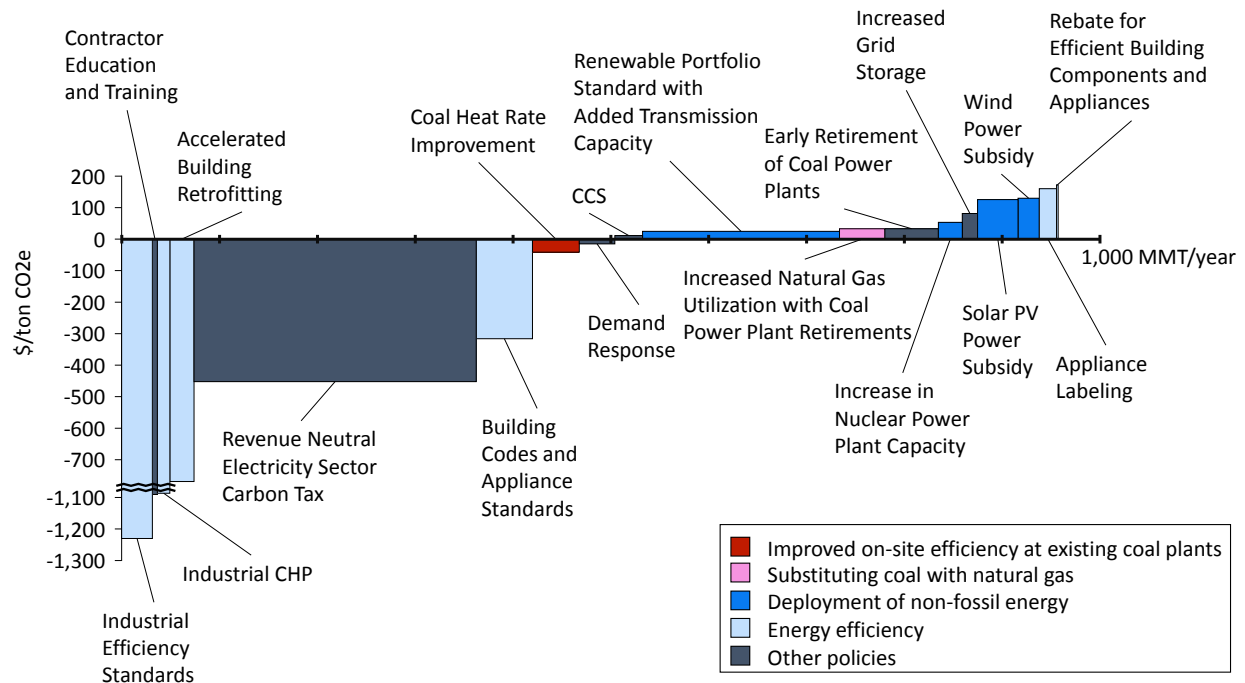 Contractor
Education
and Training
Accelerated
Building
Retrofitting
Coal Heat Rate
Improvement
Renewable Portfolio
Standard with
Added Transmission
Capacity
CCS
Early Retirement
of Coal Power
Plants
Increased
Grid
Storage
Wind
Power
Subsidy
Rebate for
Efficient Building
Components and
Appliances
$/ton CO2e
200
100
0
-100
-200
-300
-400
-500
-600
-700
-1,100
-1,200
-1,300
1,000 MMT/year
Industrial
Efficiency
Standards
Industrial CHP
Revenue Neutral
Electricity Sector
Carbon Tax
Building
Codes and
Appliance
Standards
Demand
Response
Increased Natural Gas
Utilization with Coal
Power Plant Retirements
Increase in
Nuclear Power
Plant Capacity
Solar PV
Power
Subsidy
Appliance
Labeling
Improved on-site efficiency at existing coal plants
Substituting coal with natural gas
Deployment of non-fossil energy
Energy efficiency
Other policies